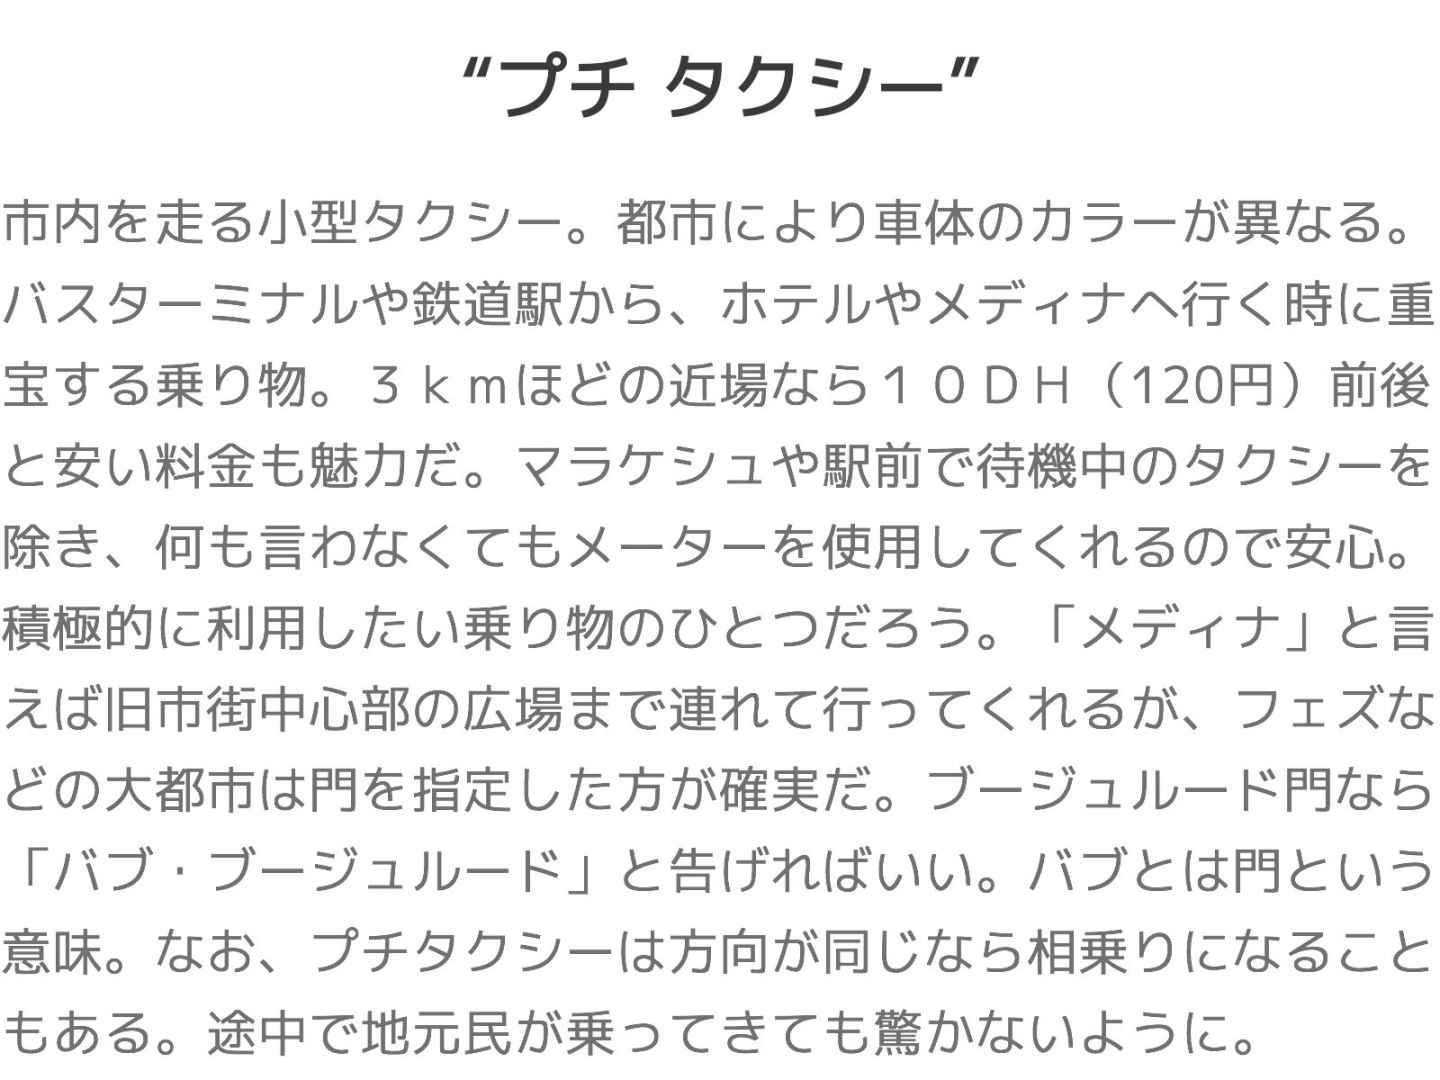 “プチ タクシー”
市内を走る小型タクシー。都市により車体のカラーが異なる。
バスターミナルや鉄道駅から、ホテルやメディナへ行く時に重
宝する乗り物。３ｋｍほどの近場なら１０ＤＨ（120円）前後
と安い料金も魅力だ。マラケシュや駅前で待機中のタクシーを
除き、何も言わなくてもメーターを使用してくれるので安心。
積極的に利用したい乗り物のひとつだろう。「メディナ」と言
えば旧市街中心部の広場まで連れて行ってくれるが、フェズな
どの大都市は門を指定した方が確実だ。ブージュルード門なら
「バブ・ブージュルード」と告げればいい。バブとは門という
意味。なお、プチタクシーは方向が同じなら相乗りになること
もある。途中で地元民が乗ってきても驚かないように。